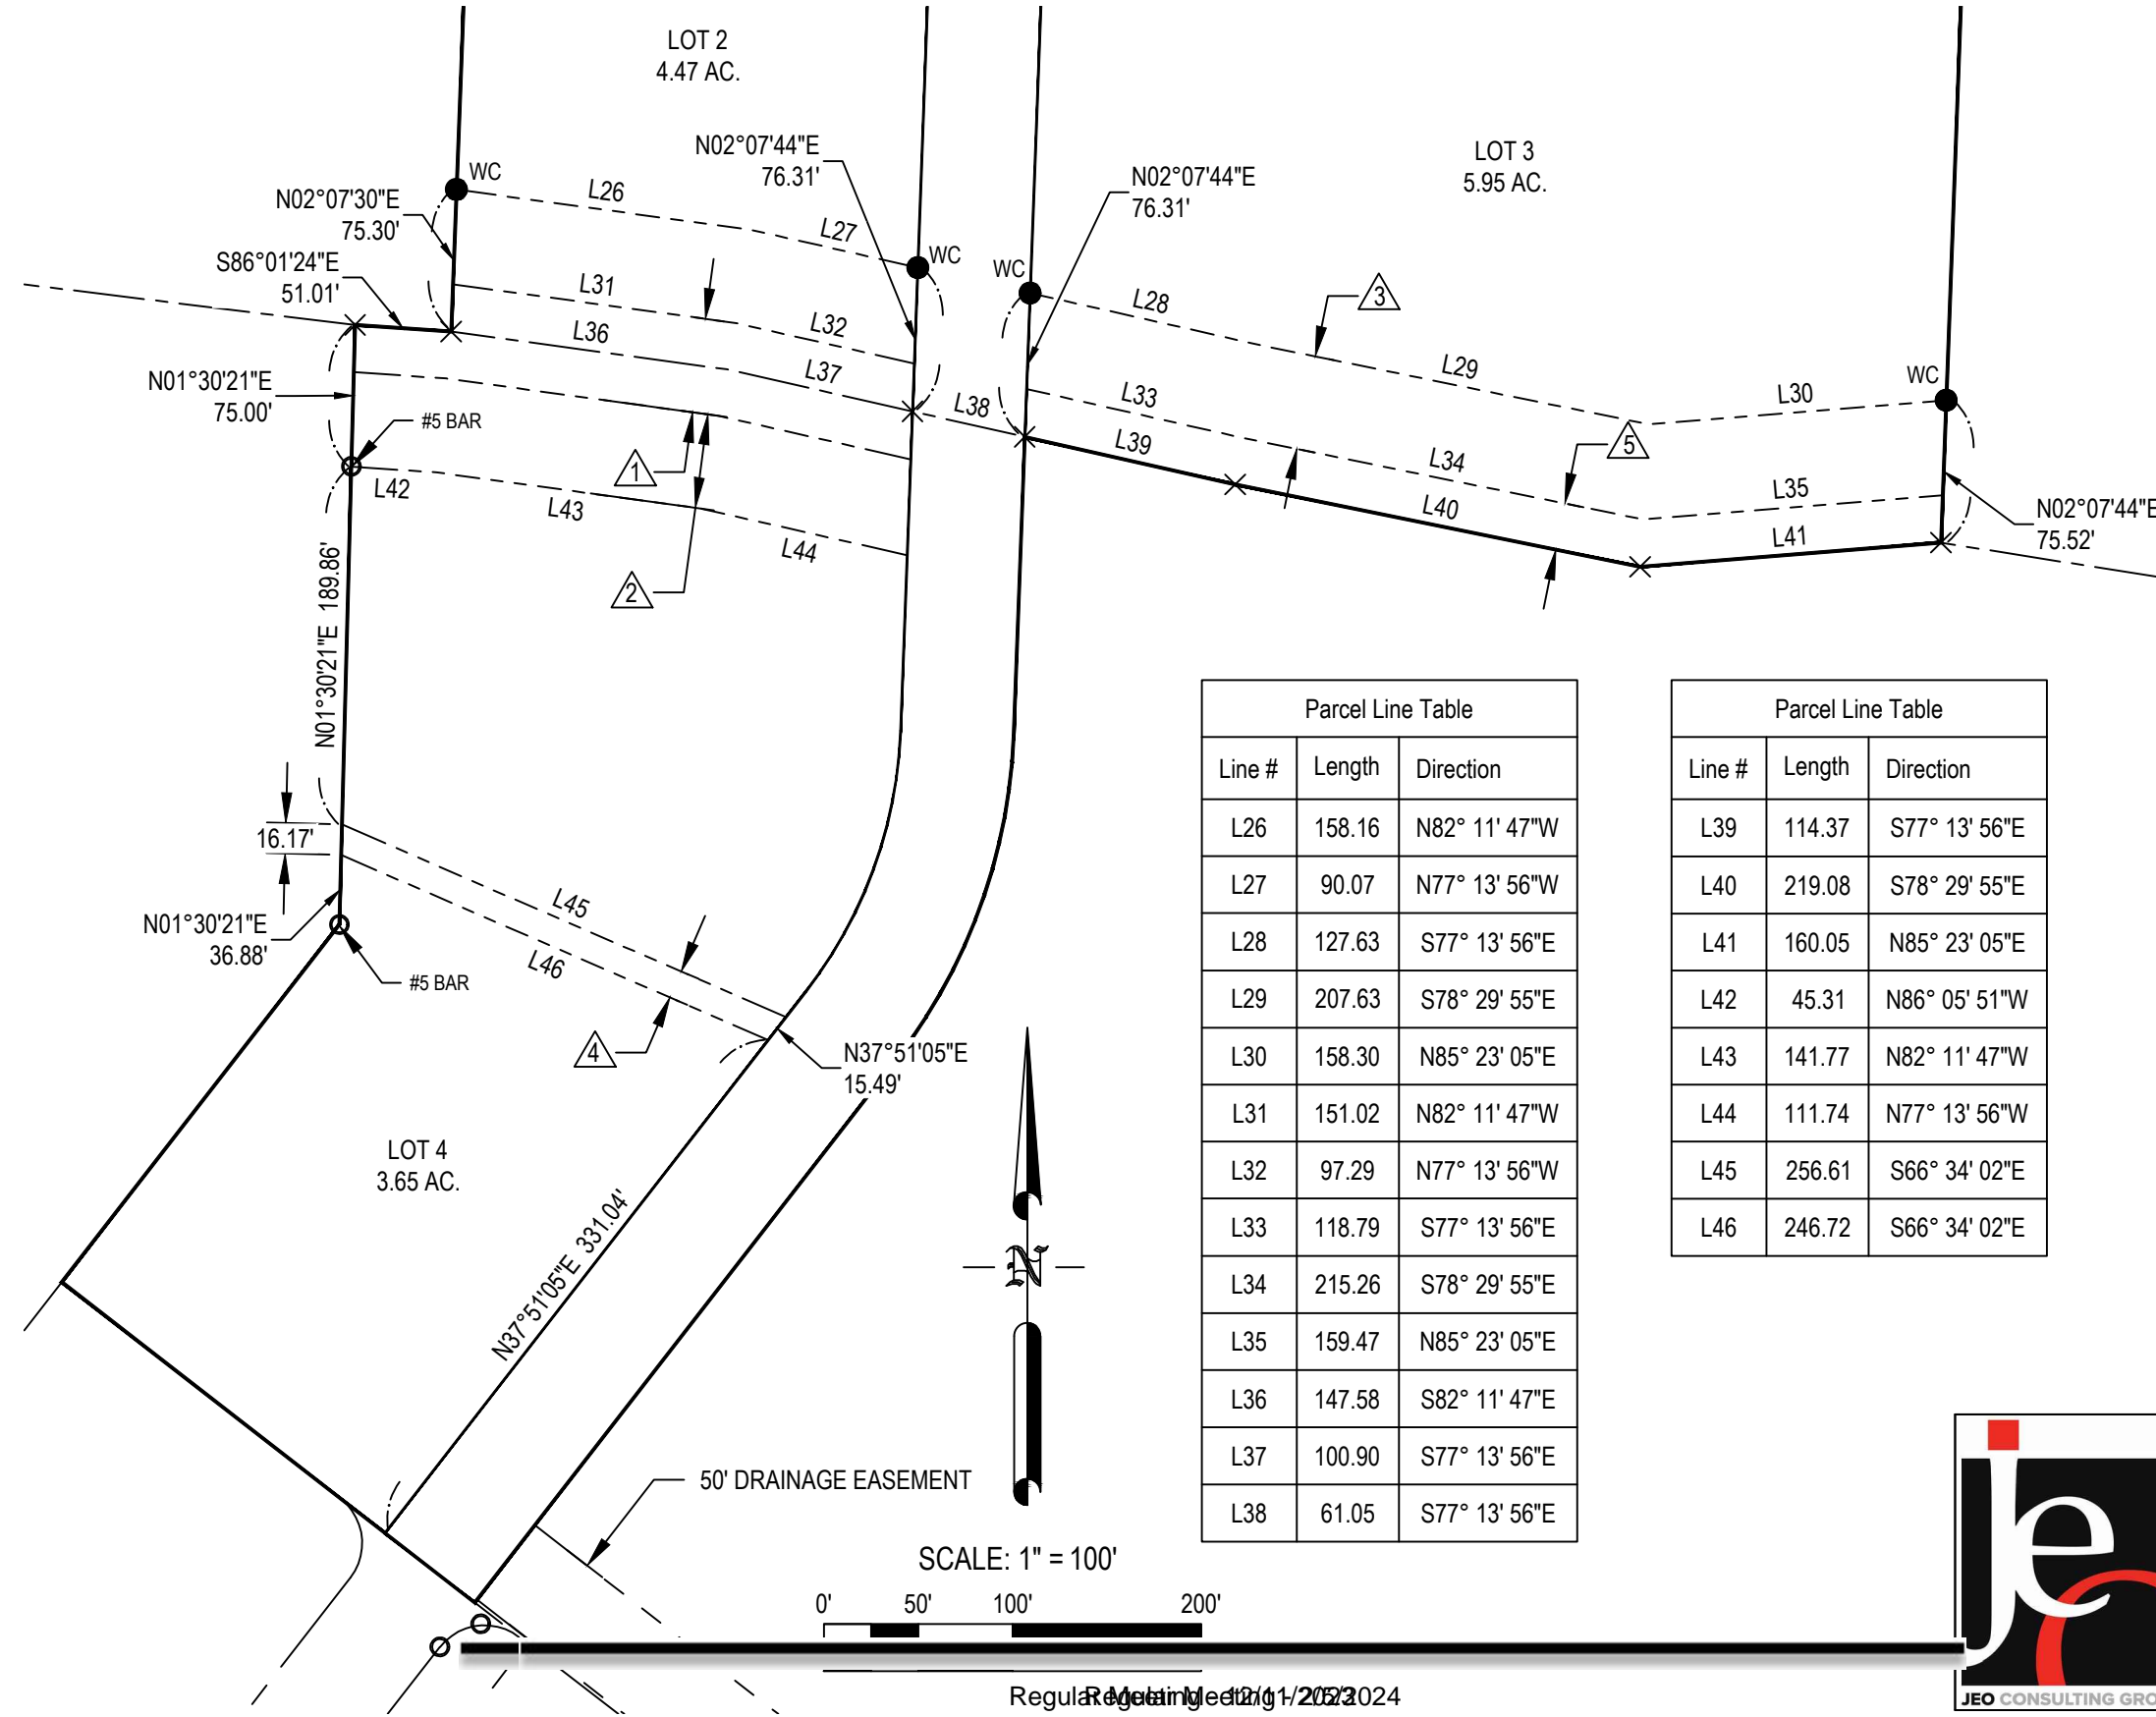 LOT 2
4.47 AC.
N02°07'44"E
76.31'
LOT 3
5.95 AC.
WC
L26
N02°07'44"E
76.31'
N02°07'30"E
75.30'
L27
WC
WC
S86°01'24"E
51.01'
L31
L28
3
L32
L36
L29
WC
N01°30'21"E
75.00'
L37
L33
L30
L38
#5 BAR
L39
5
1
L34
L42
L35
L43
L40
N02°07'44"E
75.52'
L41
L44
2
N01°30'21"E 189.86'
16.17'
L45
N01°30'21"E
36.88'
L46
#5 BAR
4
N37°51'05"E
15.49'
LOT 4
3.65 AC.
N37°51'05"E 331.04'
N
50' DRAINAGE EASEMENT
SCALE: 1" = 100'
0' 50' 100' 200'
Parcel Line Table
Line # Length Direction
L26 158.16 N82° 11' 47"W
L27 90.07 N77° 13' 56"W
L28 127.63 S77° 13' 56"E
L29 207.63 S78° 29' 55"E
L30 158.30 N85° 23' 05"E
L31 151.02 N82° 11' 47"W
L32 97.29 N77° 13' 56"W
L33 118.79 S77° 13' 56"E
L34 215.26 S78° 29' 55"E
L35 159.47 N85° 23' 05"E
L36 147.58 S82° 11' 47"E
L37 100.90 S77° 13' 56"E
L38 61.05 S77° 13' 56"E
Parcel Line Table
Line # Length Direction
L39 114.37 S77° 13' 56"E
L40 219.08 S78° 29' 55"E
L41 160.05 N85° 23' 05"E
L42 45.31 N86° 05' 51"W
L43 141.77 N82° 11' 47"W
L44 111.74 N77° 13' 56"W
L45 256.61 S66° 34' 02"E
L46 246.72 S66° 34' 02"E
jeo
JEO CONSULTING GRO
Regular Meeting